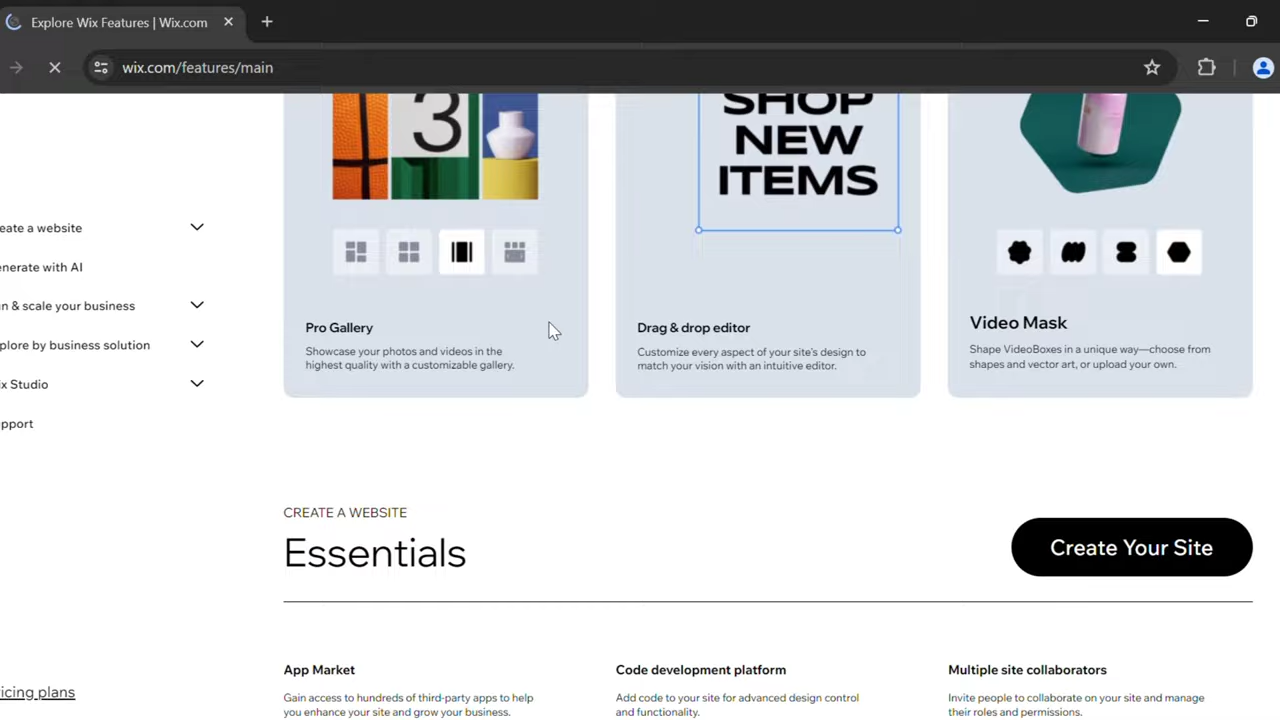 Explore Wix Features | Wix.com
wix.com/features/main
3
SHOP
NEW
ITEMS
eate a website
enerate with AI
n & scale your business
plore by business solution
ix Studio
pport
icing plans
Pro Gallery
Showcase your photos and videos in the
highest quality with a customizable gallery.
Drag & drop editor
Customize every aspect of your site's design to
match your vision with an intuitive editor.
Video Mask
Shape VideoBoxes in a unique way—choose from
shapes and vector art, or upload your own.
CREATE A WEBSITE
Essentials
Create Your Site
App Market
Gain access to hundreds of third-party apps to help
you enhance your site and grow your business.
Code development platform
Add code to your site for advanced design control
and functionality.
Multiple site collaborators
Invite people to collaborate on your site and manage
their roles and permissions.